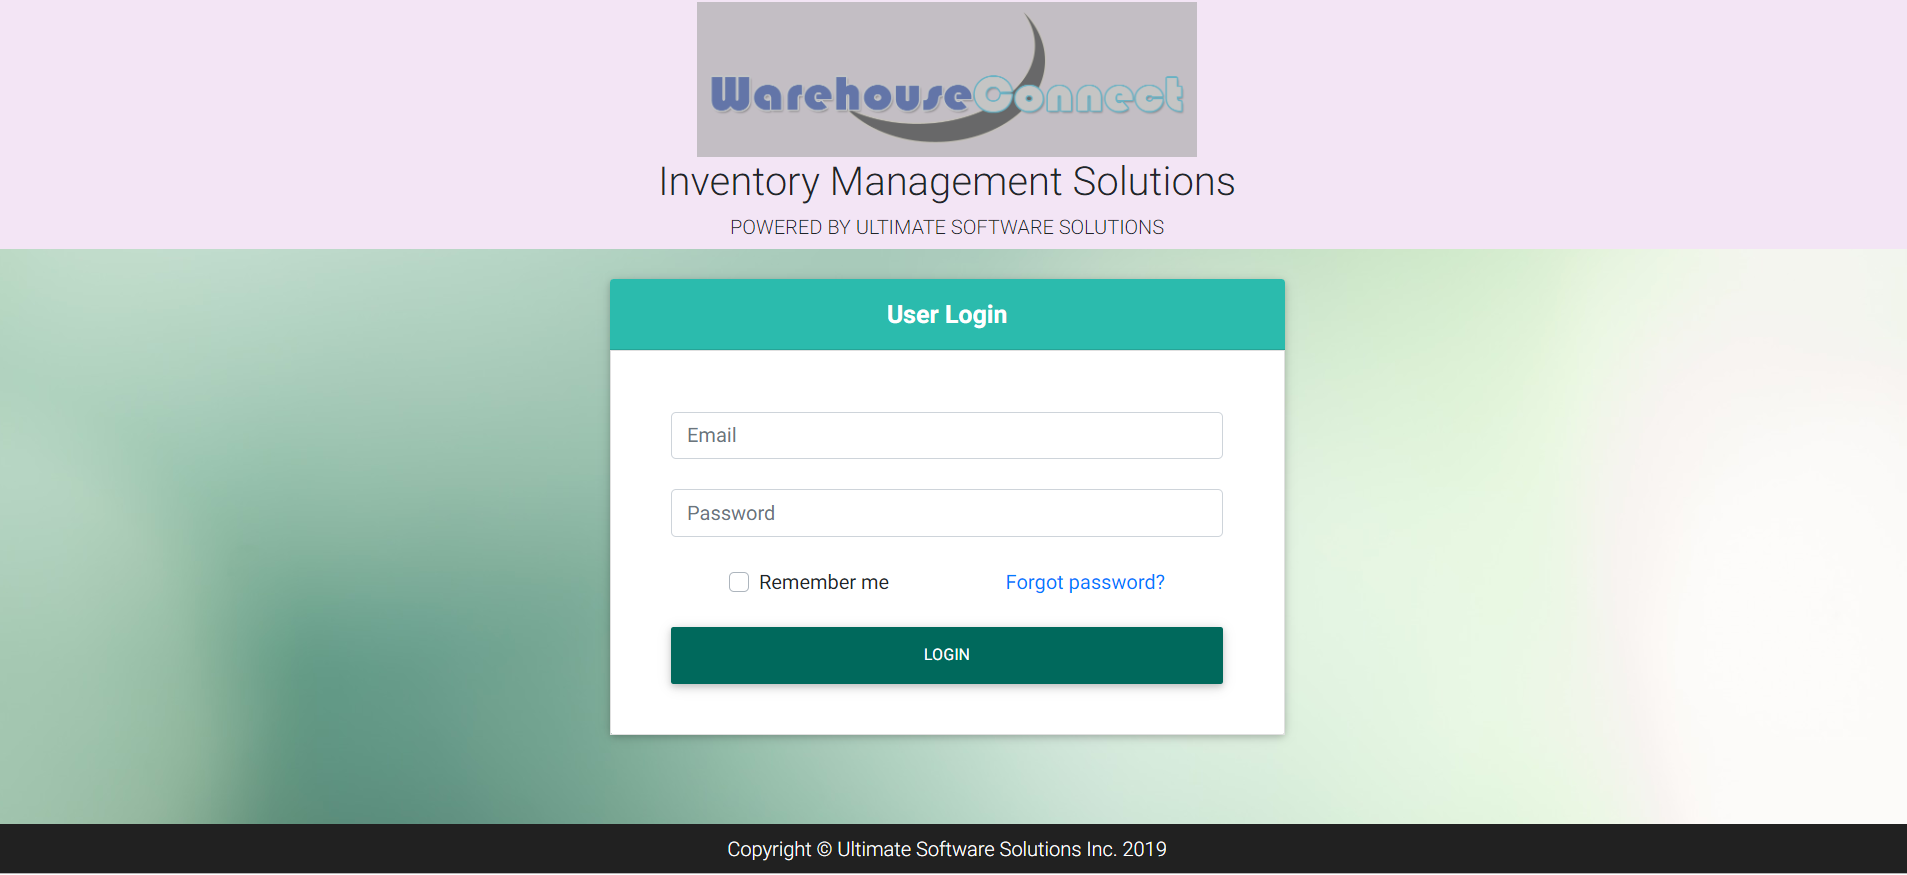 WarehouseConnect
Inventory Management Solutions
POWERED BY ULTIMATE SOFTWARE SOLUTIONS
User Login
Email
Password
Remember me
Forgot password?
LOGIN
Copyright © Ultimate Software Solutions Inc. 2019